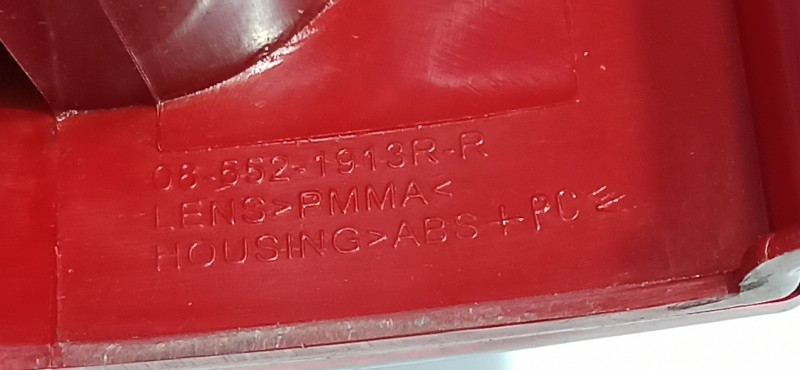 08-552-1913R-R
LENS>PMMA<
HOUSING>ABS+PC<